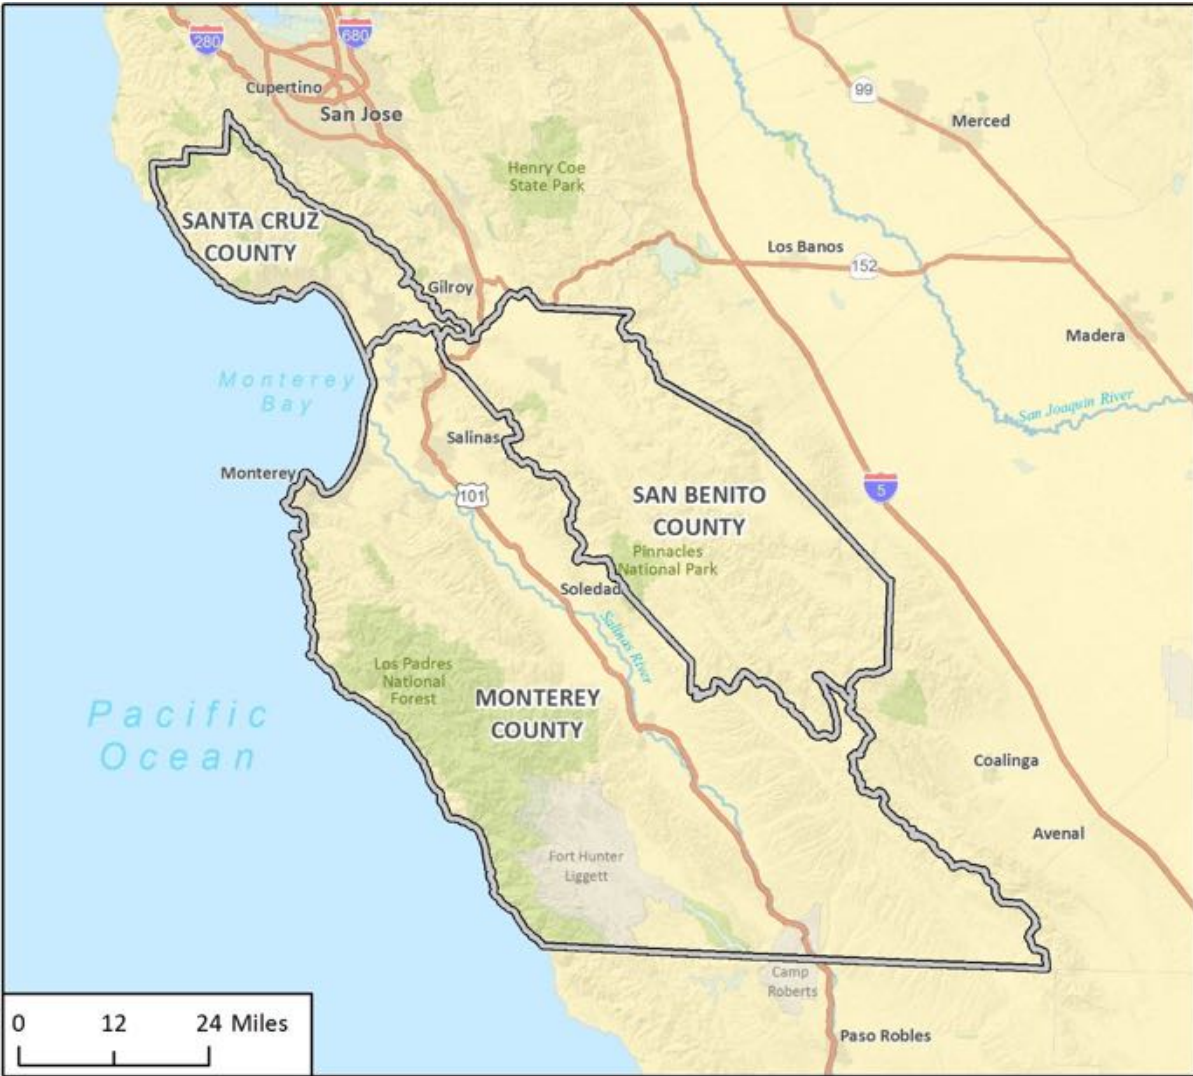 280
680
Cupertino
San Jose
99
Merced
Henry Coe
State Park
SANTA CRUZ
COUNTY
Los Banos
152
Gilroy
Madera
Monterey
Bay
San Joaquin River
Salinas
Monterey
101
5
SAN BENITO
COUNTY
Pinnacles
National Park
Soledad
Salinas River
Los Padres
National
Forest
MONTEREY
COUNTY
Pacific
Ocean
Coalinga
Avenal
Fort Hunter
Liggett
Camp
Roberts
0 12 24 Miles
Paso Robles